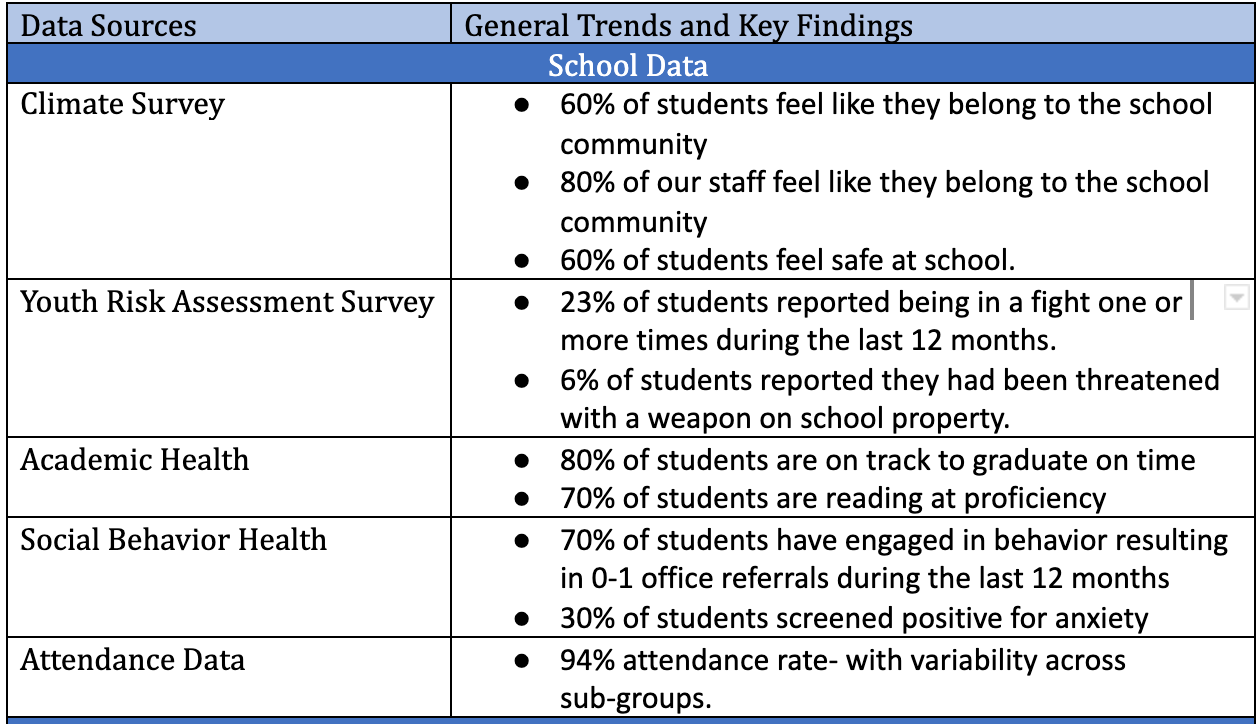 Data Sources
General Trends and Key Findings
School Data
Climate Survey
● 60% of students feel like they belong to the school
community
● 80% of our staff feel like they belong to the school
community
● 60% of students feel safe at school.
Youth Risk Assessment Survey
● 23% of students reported being in a fight one or
more times during the last 12 months.
● 6% of students reported they had been threatened
with a weapon on school property.
Academic Health
● 80% of students are on track to graduate on time
● 70% of students are reading at proficiency
Social Behavior Health
● 70% of students have engaged in behavior resulting
in 0-1 office referrals during the last 12 months
● 30% of students screened positive for anxiety
Attendance Data
● 94% attendance rate- with variability across
sub-groups.